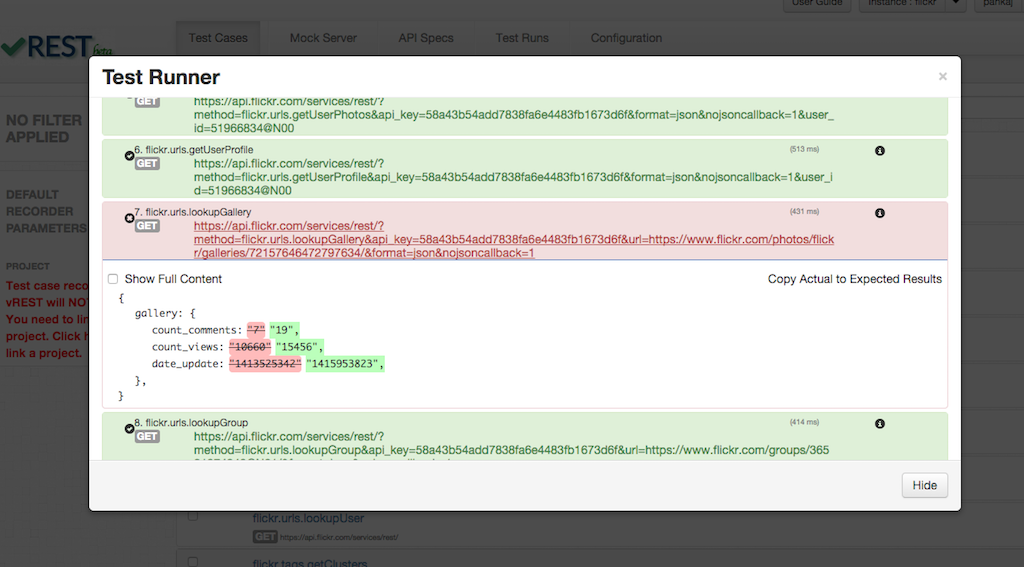 User Guide
Instance : flickr
pankaj
vREST beta
Test Cases
Mock Server
API Specs
Test Runs
Configuration
NO FILTER
APPLIED
DEFAULT
RECORDER
PARAMETERS
PROJECT
Test case reco
vREST will NO
You need to lin
project. Click h
link a project.
Test Runner
×
GET
https://api.flickr.com/services/rest/?
method=flickr.urls.getUserPhotos&api_key=58a43b54add7838fa6e4483fb1673d6f&format=json&nojsoncallback=1&user_
id=51966834@N00
6. flickr.urls.getUserProfile
(513 ms)
GET
https://api.flickr.com/services/rest/?
method=flickr.urls.getUserProfile&api_key=58a43b54add7838fa6e4483fb1673d6f&format=json&nojsoncallback=1&user_i
d=51966834@N00
7. flickr.urls.lookupGallery
(431 ms)
GET
https://api.flickr.com/services/rest/?
method=flickr.urls.lookupGallery&api_key=58a43b54add7838fa6e4483fb1673d6f&url=https://www.flickr.com/photos/flick
r/galleries/72157646472797634/&format=json&nojsoncallback=1
Show Full Content
Copy Actual to Expected Results
{
gallery: {
count_comments: "7" "19",
count_views: "10660" "15456",
date_update: "1413525342" "1415953823",
},
}
8. flickr.urls.lookupGroup
(414 ms)
GET
https://api.flickr.com/services/rest/?
method=flickr.urls.lookupGroup&api_key=58a43b54add7838fa6e4483fb1673d6f&url=https://www.flickr.com/groups/365
Hide
flickr.urls.lookupUser
GET https://api.flickr.com/services/rest/
flickr.tags.getClusters